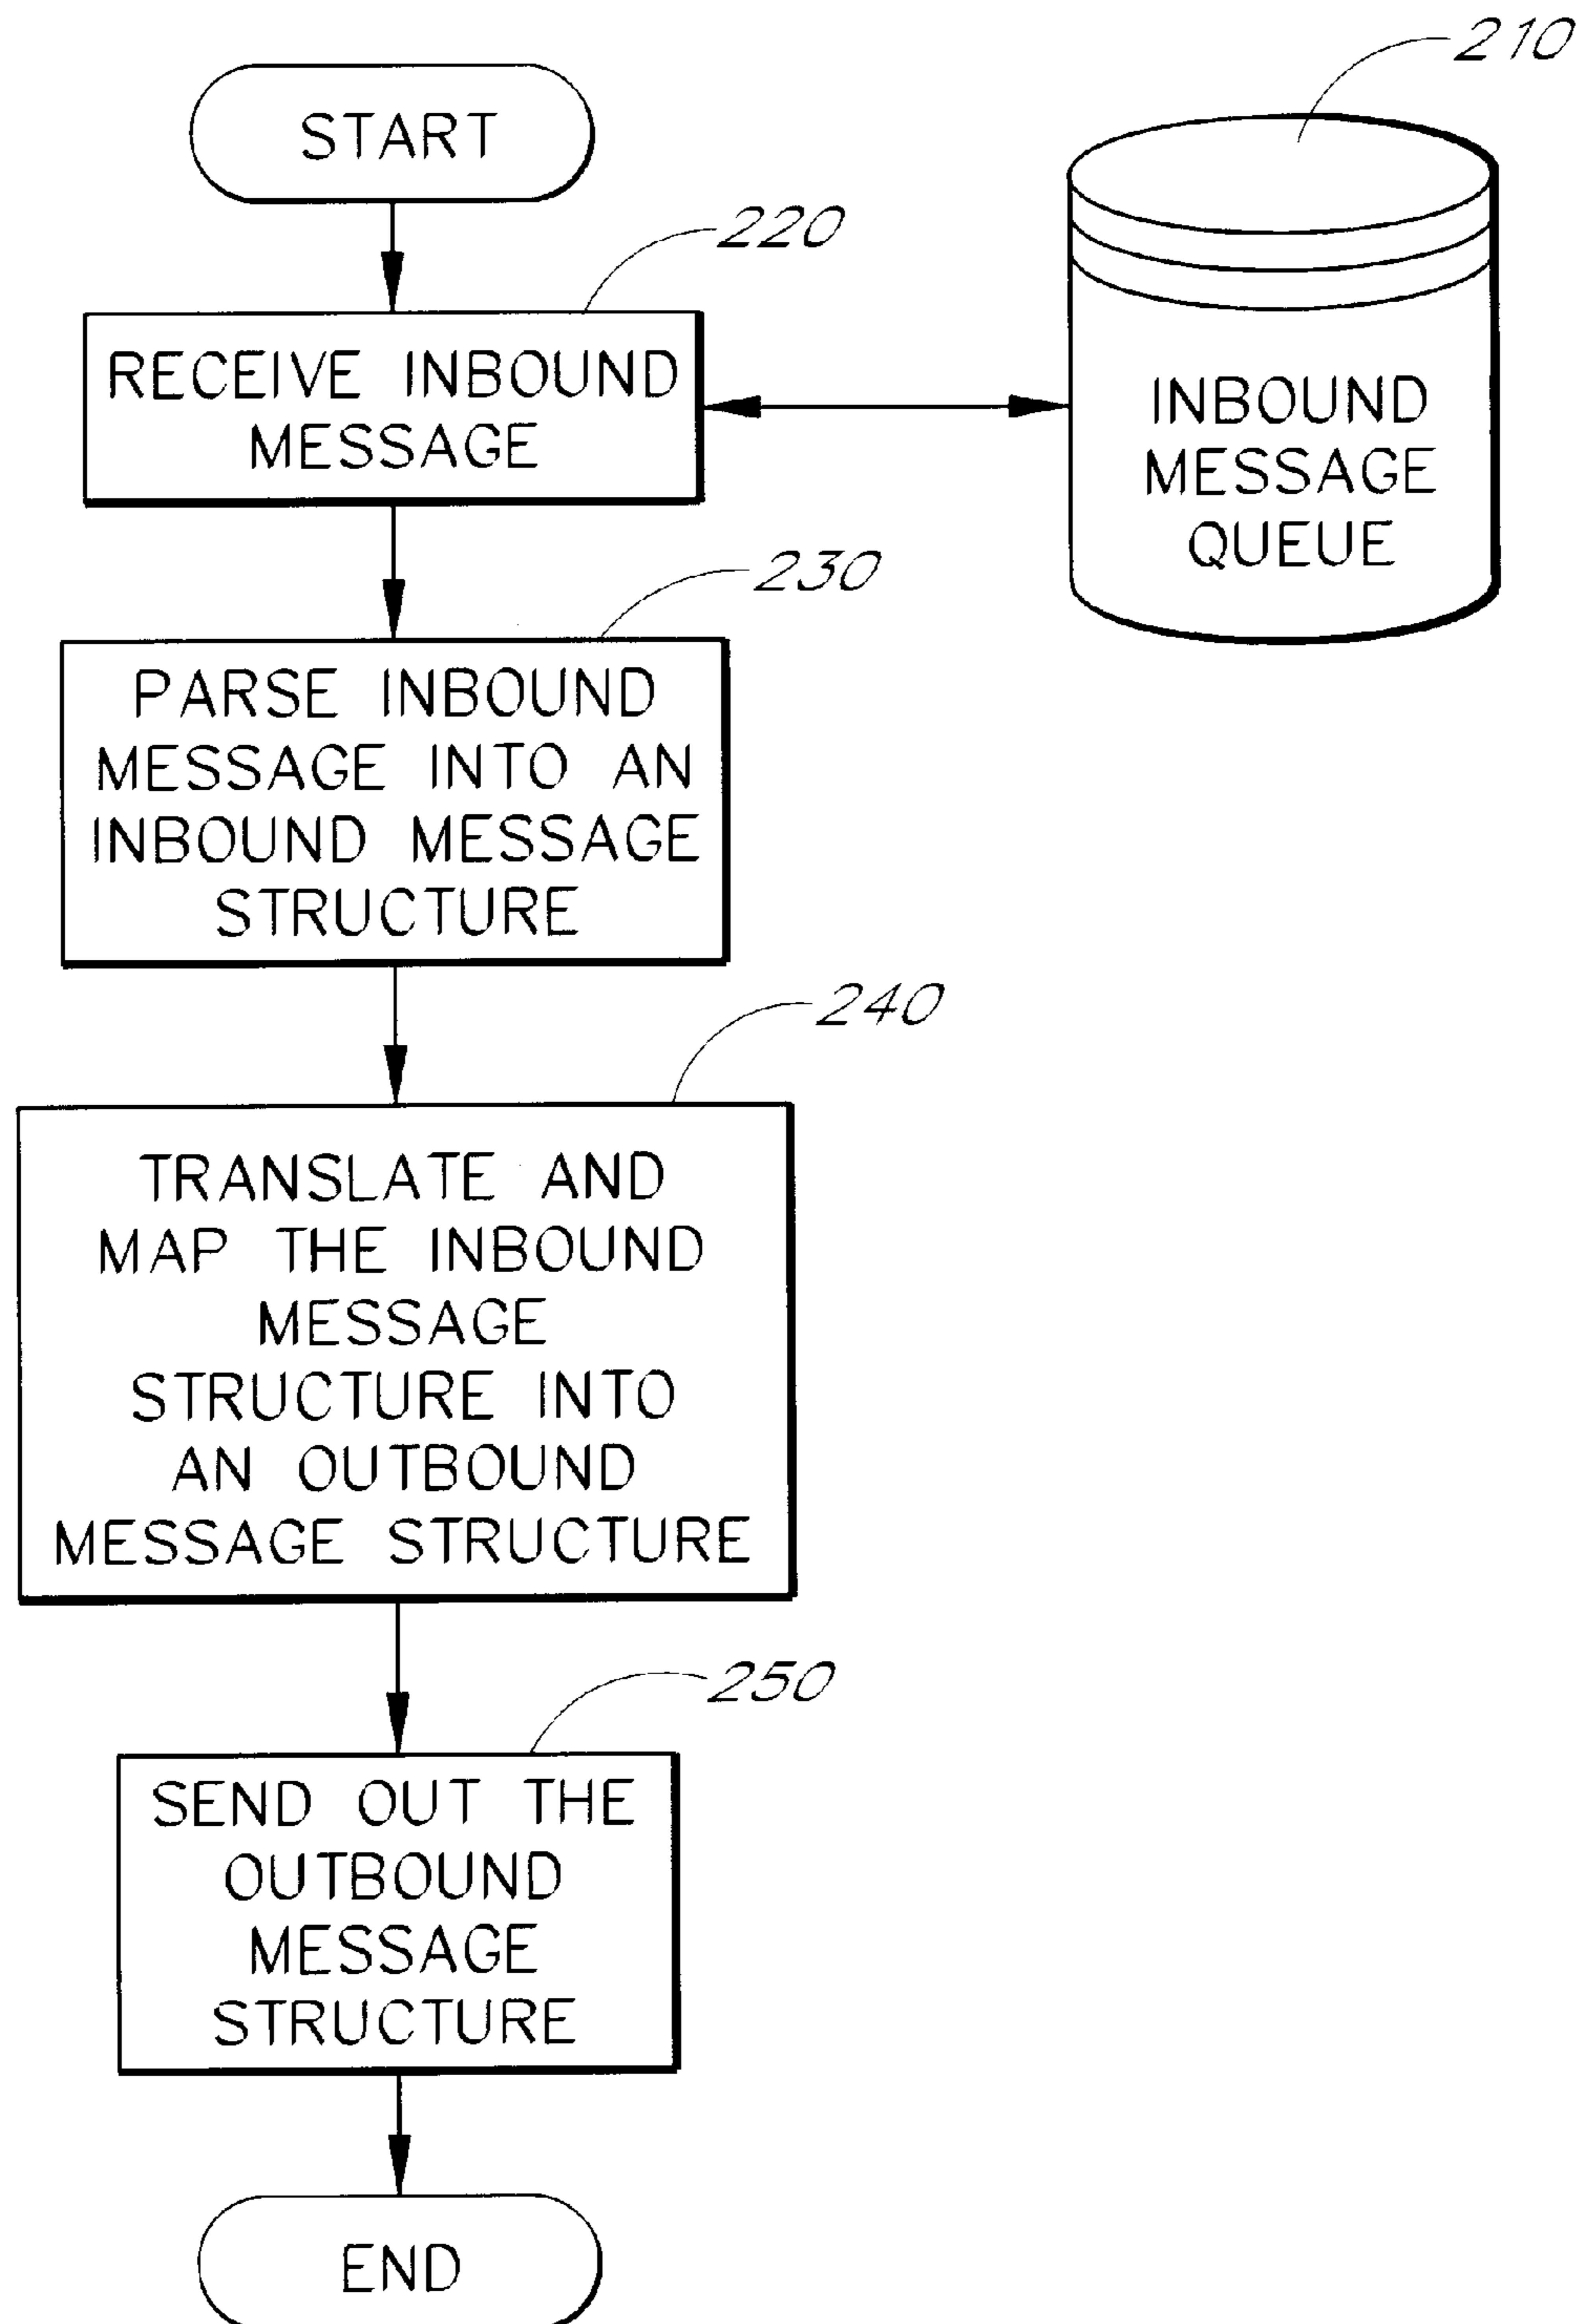 210
START
220
RECEIVE INBOUND
MESSAGE
INBOUND
MESSAGE
QUEUE
230
PARSE INBOUND
MESSAGE INTO AN
INBOUND MESSAGE
STRUCTURE
240
TRANSLATE AND
MAP THE INBOUND
MESSAGE
STRUCTURE INTO
AN OUTBOUND
MESSAGE STRUCTURE
250
SEND OUT THE
OUTBOUND
MESSAGE
STRUCTURE
END